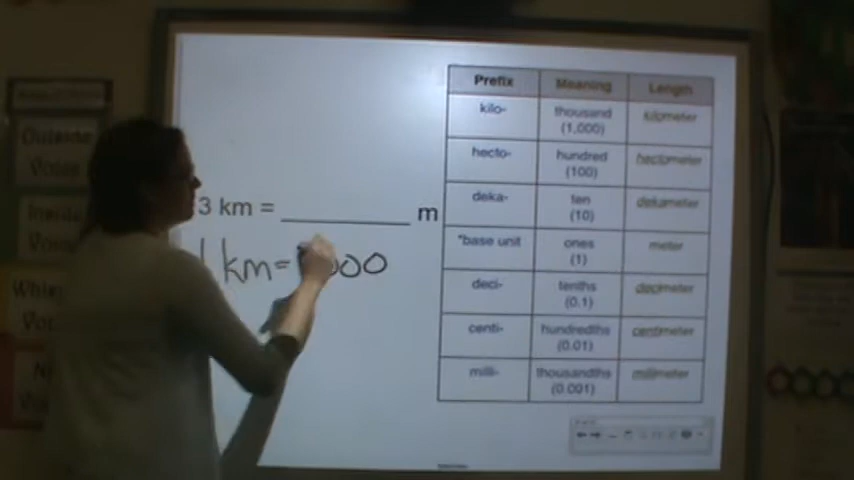 Prefix Meaning Length
kilo- thousand (1,000) kilometer
hecto- hundred (100) hectometer
deka- ten (10) dekameter
*base unit ones (1) meter
deci- tenths (0.1) decimeter
centi- hundredths (0.01) centimeter
milli- thousandths (0.001) millimeter
3 km = __________ m
km= 000
Outside
Inside